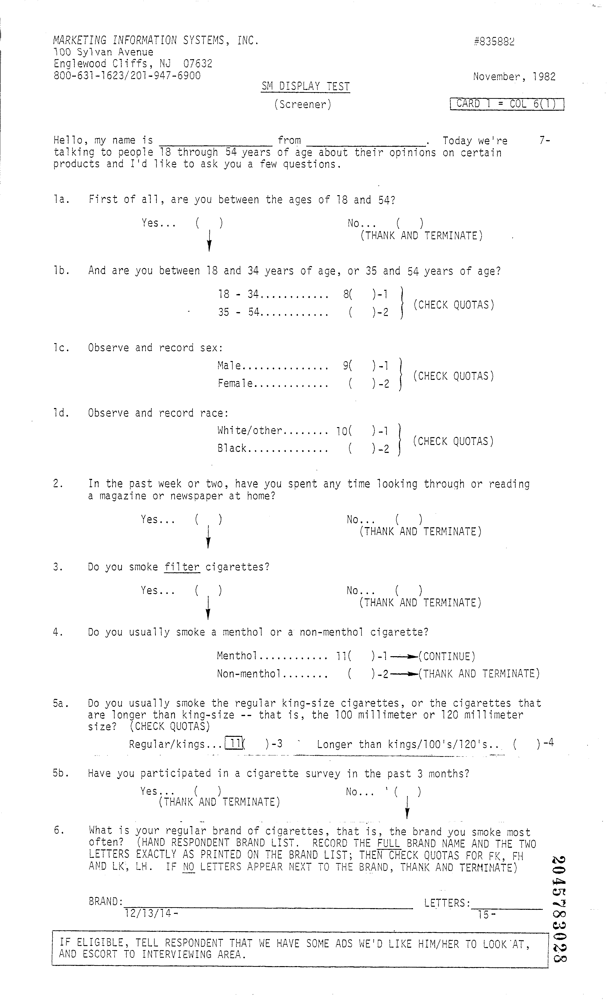 MARKETING INFORMATION SYSTEMS, INC. #835882
100 Sylvan Avenue
Englewood Cliffs, NJ 07632
800-631-1623/201-947-6900 November, 1982
SM DISPLAY TEST
(Screener) CARD 1 = COL 6(1)
Hello, my name is ________ from ________. Today we're 7-
talking to people 18 through 54 years of age about their opinions on certain
products and I'd like to ask you a few questions.
1a. First of all, are you between the ages of 18 and 54?
Yes... ( ) No... ( )
(THANK AND TERMINATE)
1b. And are you between 18 and 34 years of age, or 35 and 54 years of age?
18 - 34............ 8( )-1
(CHECK QUOTAS)
35 - 54............ ( )-2
1c. Observe and record sex:
Male............... 9( )-1
(CHECK QUOTAS)
Female............. ( )-2
1d. Observe and record race:
White/other........ 10( )-1
(CHECK QUOTAS)
Black.............. ( )-2
2. In the past week or two, have you spent any time looking through or reading
a magazine or newspaper at home?
Yes... ( ) No... ( )
(THANK AND TERMINATE)
3. Do you smoke filter cigarettes?
Yes... ( ) No... ( )
(THANK AND TERMINATE)
4. Do you usually smoke a menthol or a non-menthol cigarette?
Menthol............ 11( )-1→(CONTINUE)
Non-menthol........ ( )-2→(THANK AND TERMINATE)
5a. Do you usually smoke the regular king-size cigarettes, or the cigarettes that
are longer than king-size -- that is, the 100 millimeter or 120 millimeter
size? (CHECK QUOTAS)
Regular/kings... 11( )-3 Longer than kings/100's/120's.. ( )-4
5b. Have you participated in a cigarette survey in the past 3 months?
Yes... ( ) No... ( )
(THANK AND TERMINATE)
6. What is your regular brand of cigarettes, that is, the brand you smoke most
often? (HAND RESPONDENT BRAND LIST. RECORD THE FULL BRAND NAME AND THE TWO
LETTERS EXACTLY AS PRINTED ON THE BRAND LIST; THEN CHECK QUOTAS FOR FK, FH
AND LK, LH. IF NO LETTERS APPEAR NEXT TO THE BRAND, THANK AND TERMINATE)
BRAND: ________ LETTERS: ________
12/13/14- 15-
IF ELIGIBLE, TELL RESPONDENT THAT WE HAVE SOME ADS WE'D LIKE HIM/HER TO LOOK AT,
AND ESCORT TO INTERVIEWING AREA.
2045783028